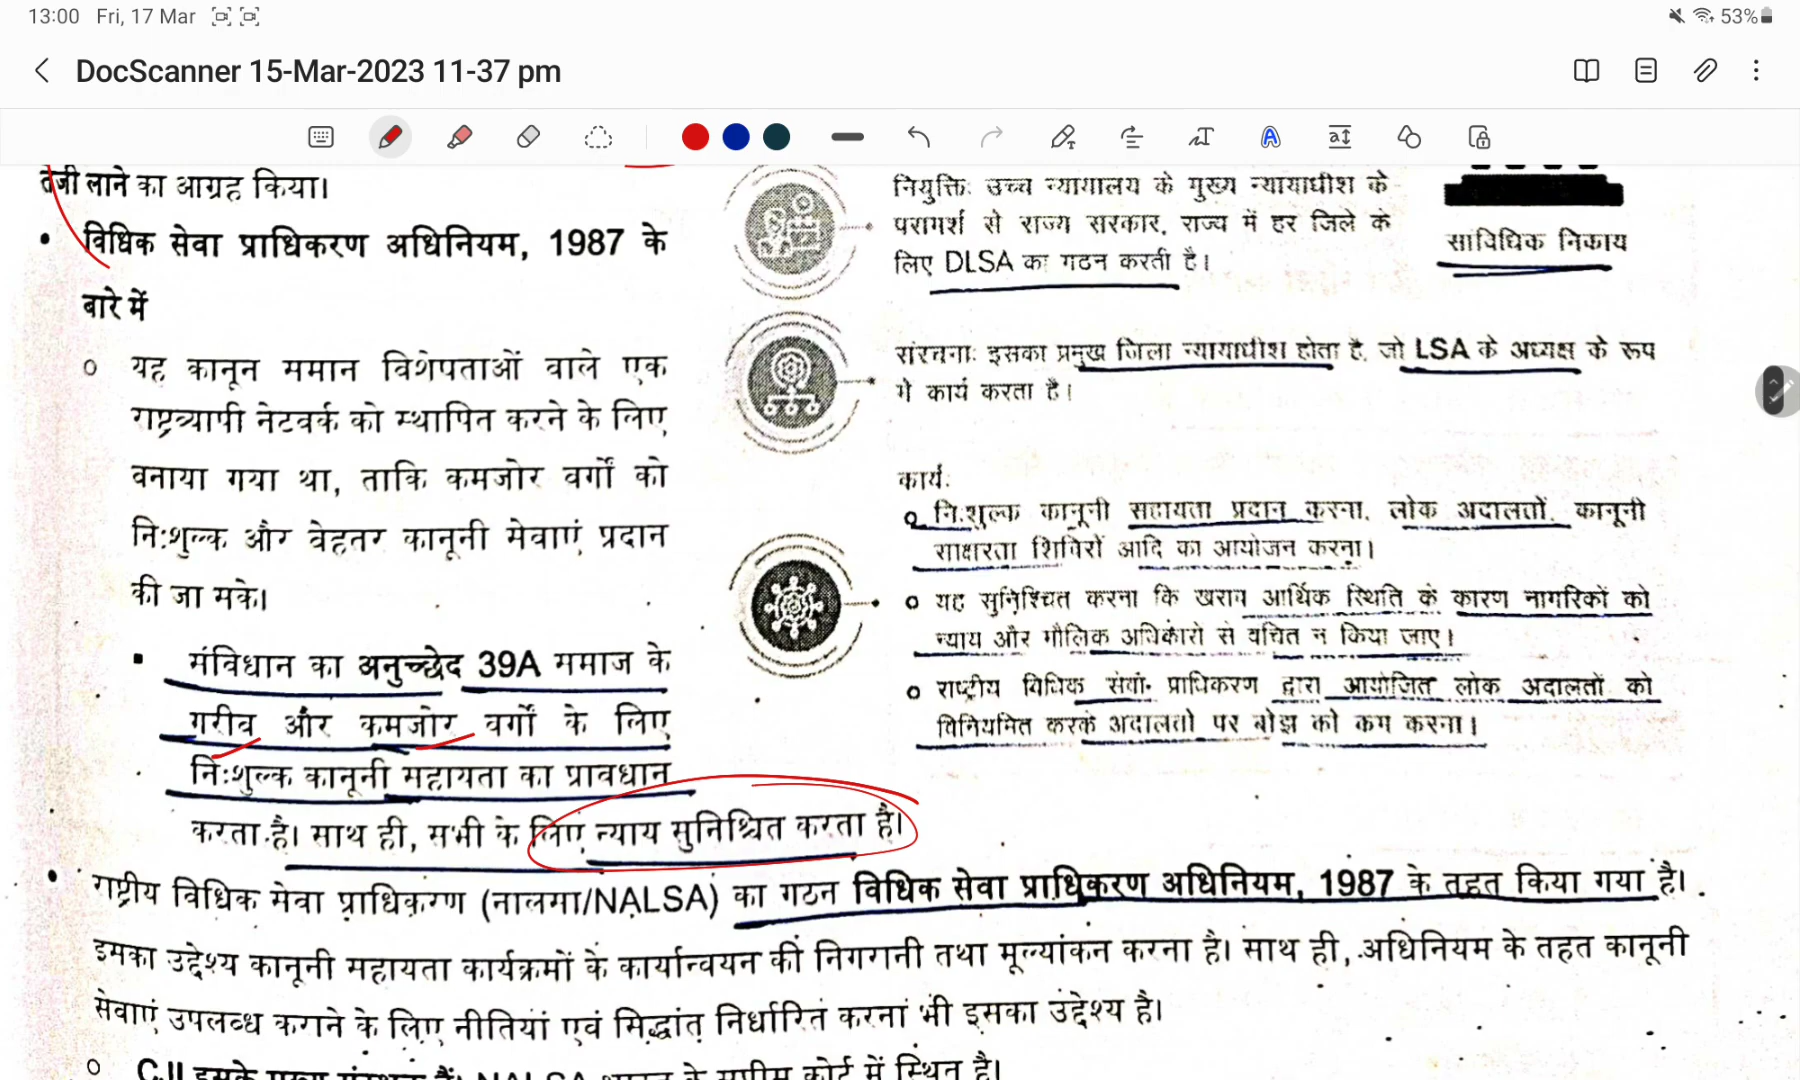 13:00 Fri, 17 Mar 53%
DocScanner 15-Mar-2023 11-37 pm
तेजी लाने का आग्रह किया।
• विधिक सेवा प्राधिकरण अधिनियम, 1987 के
बारे में
o यह कानून समान विशेषताओं वाले एक
राष्ट्रव्यापी नेटवर्क को स्थापित करने के लिए
बनाया गया था, ताकि कमजोर वर्गों को
नि:शुल्क और बेहतर कानूनी सेवाएं प्रदान
की जा सके।
▪ संविधान का अनुच्छेद 39A समाज के
गरीब और कमजोर वर्गों के लिए
नि:शुल्क कानूनी सहायता का प्रावधान
करता है। साथ ही, सभी के लिए न्याय सुनिश्चित करता है।
नियुक्ति: उच्च न्यायालय के मुख्य न्यायाधीश के
परामर्श से राज्य सरकार, राज्य में हर जिले के
लिए DLSA का गठन करती है।
सांविधिक निकाय
संरचना: इसका प्रमुख जिला न्यायाधीश होता है, जो LSA के अध्यक्ष के रूप
में कार्य करता है।
कार्य:
o नि:शुल्क कानूनी सहायता प्रदान करना, लोक अदालतों, कानूनी
साक्षरता शिविरों आदि का आयोजन करना।
o यह सुनिश्चित करना कि खराब आर्थिक स्थिति के कारण नागरिकों को
न्याय और मौलिक अधिकारों से वंचित न किया जाए।
o राष्ट्रीय विधिक सेवा प्राधिकरण द्वारा आयोजित लोक अदालतों को
विनियमित करके अदालतों पर बोझ को कम करना।
• राष्ट्रीय विधिक सेवा प्राधिकरण (नालसा/NALSA) का गठन विधिक सेवा प्राधिकरण अधिनियम, 1987 के तहत किया गया है।
इसका उद्देश्य कानूनी सहायता कार्यक्रमों के कार्यान्वयन की निगरानी तथा मूल्यांकन करना है। साथ ही, अधिनियम के तहत कानूनी
सेवाएं उपलब्ध कराने के लिए नीतियां एवं सिद्धांत निर्धारित करना भी इसका उद्देश्य है।
o CJI इसके मुख्य संरक्षक हैं। NALSA भारत के सुप्रीम कोर्ट में स्थित है।